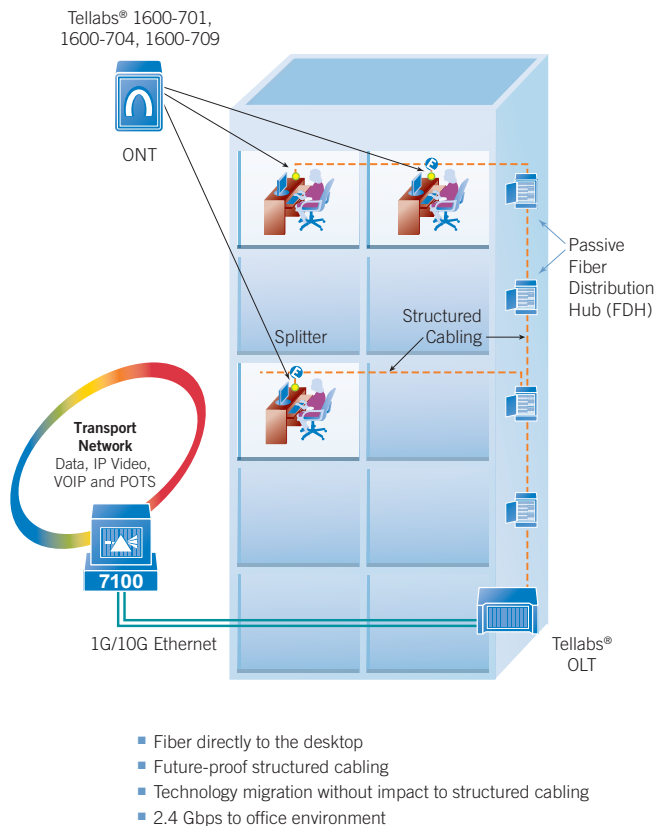 Tellabs® 1600-701,
1600-704, 1600-709
ONT
E
Passive
Fiber
Distribution
Hub (FDH)
Structured
Cabling
Splitter
E
Transport
Network
Data, IP Video,
VOIP and POTS
7100
1G/10G Ethernet
Tellabs®
OLT
Fiber directly to the desktop
Future-proof structured cabling
Technology migration without impact to structured cabling
2.4 Gbps to office environment